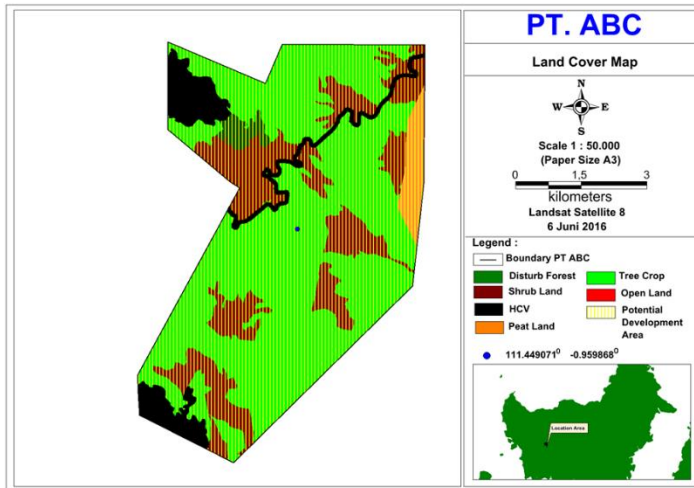 PT. ABC
Land Cover Map
N
W E
S
Scale 1 : 50.000
(Paper Size A3)
0 1,5 3
kilometers
Landsat Satellite 8
6 Juni 2016
Legend :
Boundary PT ABC
Disturb Forest Tree Crop
Shrub Land Open Land
HCV Potential
Development
Area
Peat Land
111.449071⁰ -0.959868⁰
Location Area